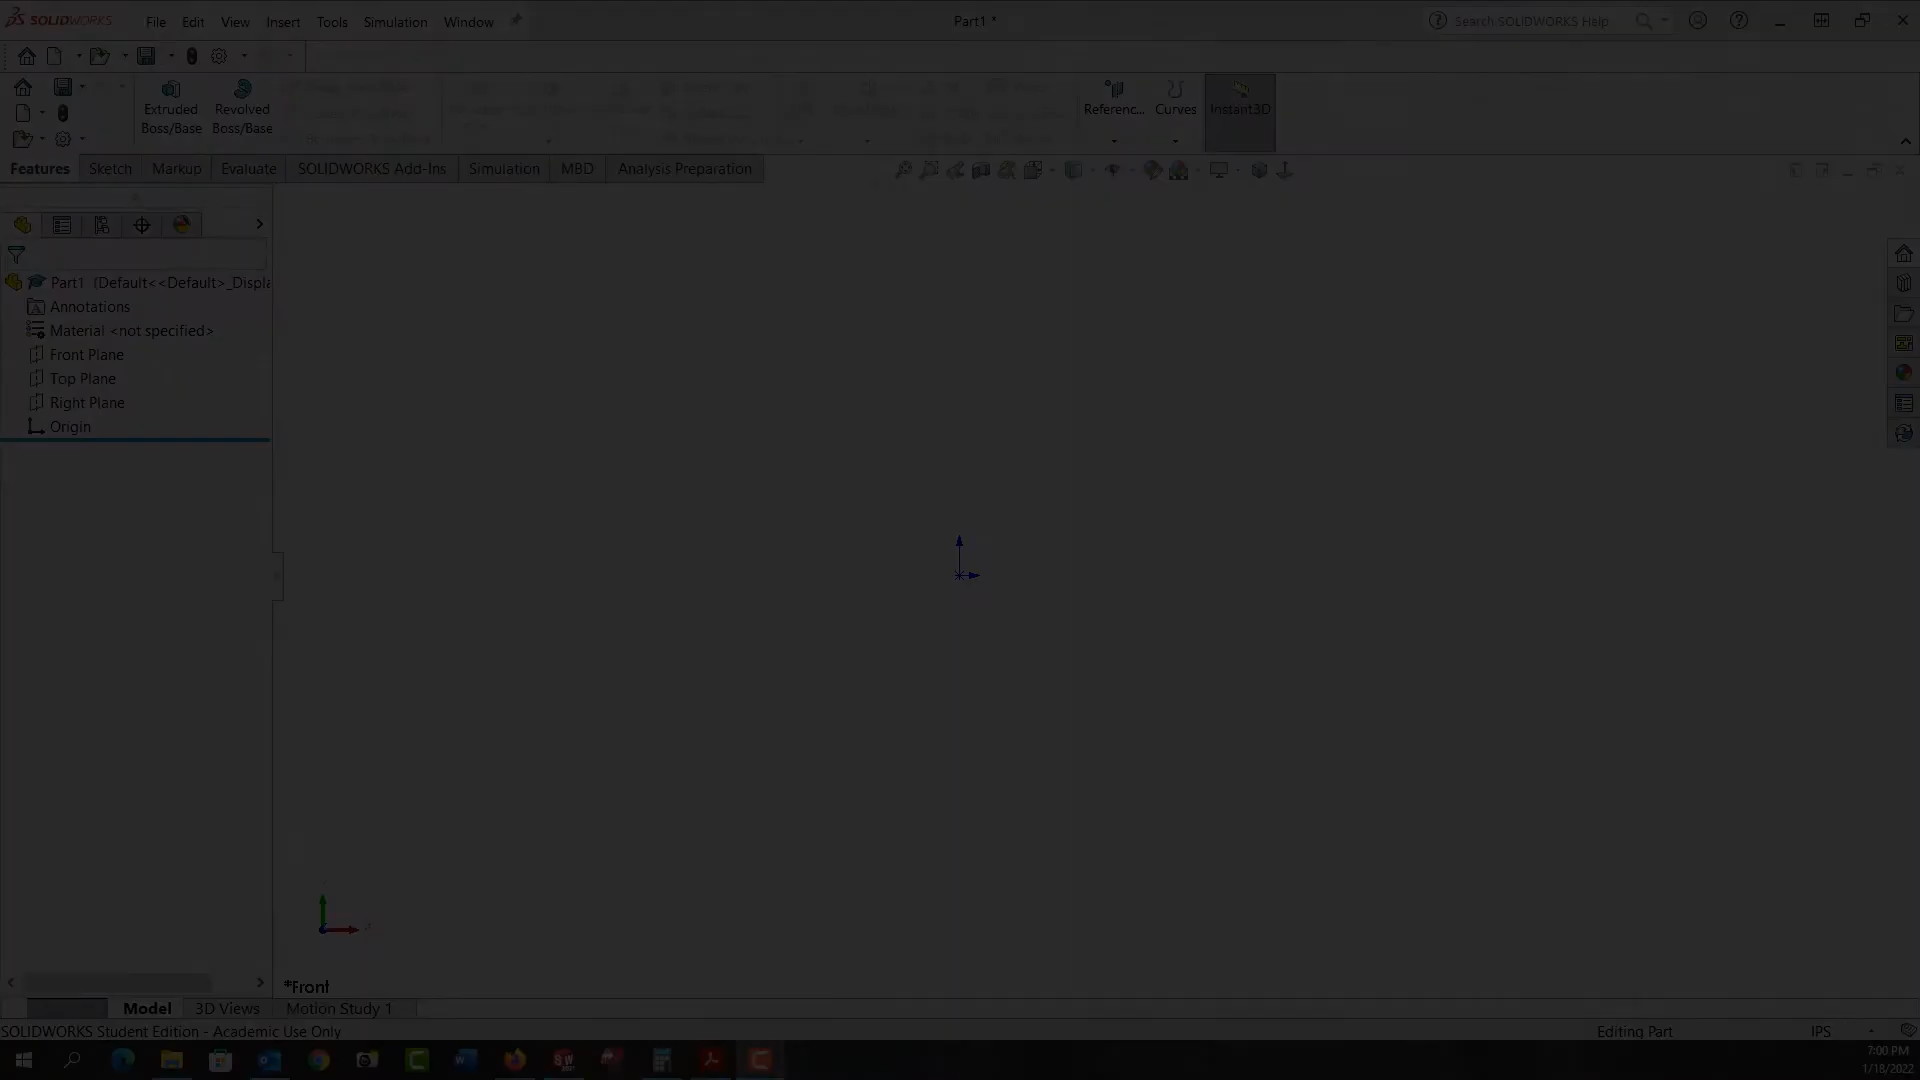 SOLIDWORKS File Edit View Insert Tools Simulation Window Part1 * Search SOLIDWORKS Help
Extruded Boss/Base
Revolved Boss/Base
Referenc...
Curves
Instant3D
Features Sketch Markup Evaluate SOLIDWORKS Add-Ins Simulation MBD Analysis Preparation
Part1 (Default<<Default>_Displa
Annotations
Material <not specified>
Front Plane
Top Plane
Right Plane
Origin
*Front
Model 3D Views Motion Study 1
SOLIDWORKS Student Edition - Academic Use Only Editing Part IPS
7:00 PM
1/18/2022